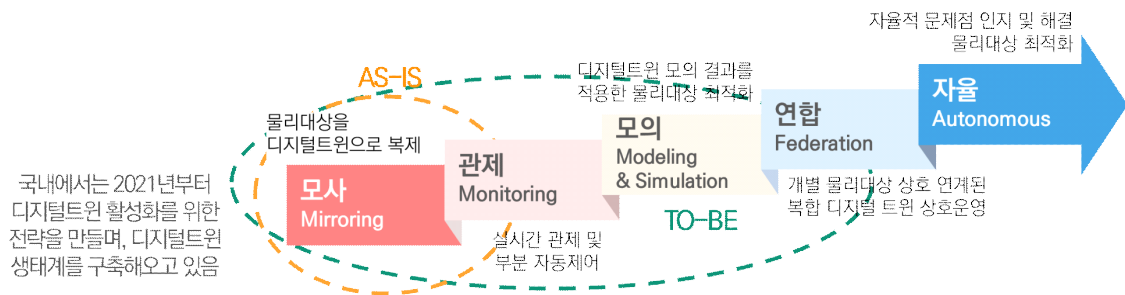 국내에서는 2021년부터
디지털트윈 활성화를 위한
전략을 만들며, 디지털트윈
생태계를 구축해오고 있음
AS-IS
물리대상을
디지털트윈으로 복제
모사
Mirroring
관제
Monitoring
실시간 관제 및
부분 자동제어
디지털트윈 모의 결과를
적용한 물리대상 최적화
모의
Modeling
& Simulation
TO-BE
연합
Federation
개별 물리대상 상호 연계된
복합 디지털 트윈 상호운영
자율적 문제점 인지 및 해결
물리대상 최적화
자율
Autonomous